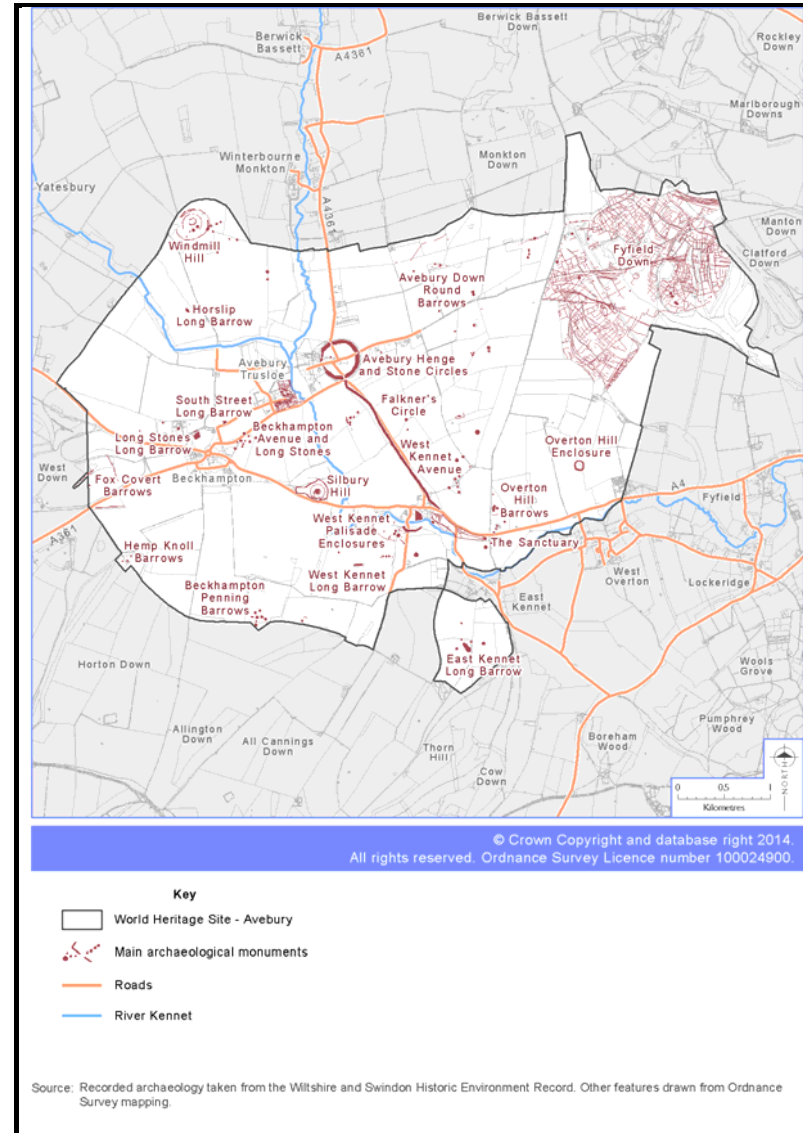 Berwick Bassett
Down
Berwick
Bassett
A4361
Rockley
Down
Marlborough
Downs
Winterbourne
Monkton
Monkton
Down
Yatesbury
A4361
Manton
Down
Clatford
Down
Windmill
Hill
Fyfield
Down
Avebury Down
Round
Barrows
Horslip
Long Barrow
Avebury
Trusloe
Avebury Henge
and Stone Circles
South Street
Long Barrow
Falkner's
Circle
Beckhampton
Avenue and
Long Stones
Long Stones
Long Barrow
West
Kennet
Avenue
Overton Hill
Enclosure
West
Down
Fox Covert
Barrows
Beckhampton
Silbury
Hill
A4
Overton
Hill
Barrows
Fyfield
West Kennet
Palisade
Enclosures
A361
Hemp Knoll
Barrows
The Sanctuary
West Kennet
Long Barrow
West
Overton
Lockeridge
Beckhampton
Penning
Barrows
East
Kennet
East Kennet
Long Barrow
Horton Down
Wools
Grove
Allington
Down
All Cannings
Down
Thorn
Hill
Cow
Down
Boreham
Wood
Pumphrey
Wood
NORTH
0 0.5 1
Kilometres
© Crown Copyright and database right 2014.
All rights reserved. Ordnance Survey Licence number 100024900.
Key
World Heritage Site - Avebury
Main archaeological monuments
Roads
River Kennet
Source: Recorded archaeology taken from the Wiltshire and Swindon Historic Environment Record. Other features drawn from Ordnance
Survey mapping.